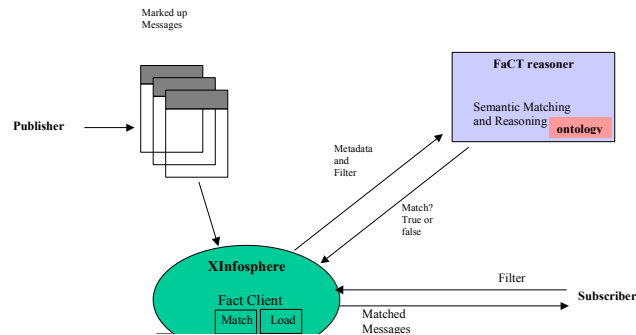 Marked up
Messages
FaCT reasoner
Publisher
Semantic Matching
and Reasoning
ontology
Metadata
and
Filter
Match?
True or
false
XInfosphere
Filter
Subscriber
Fact Client
Match
Load
Matched
Messages